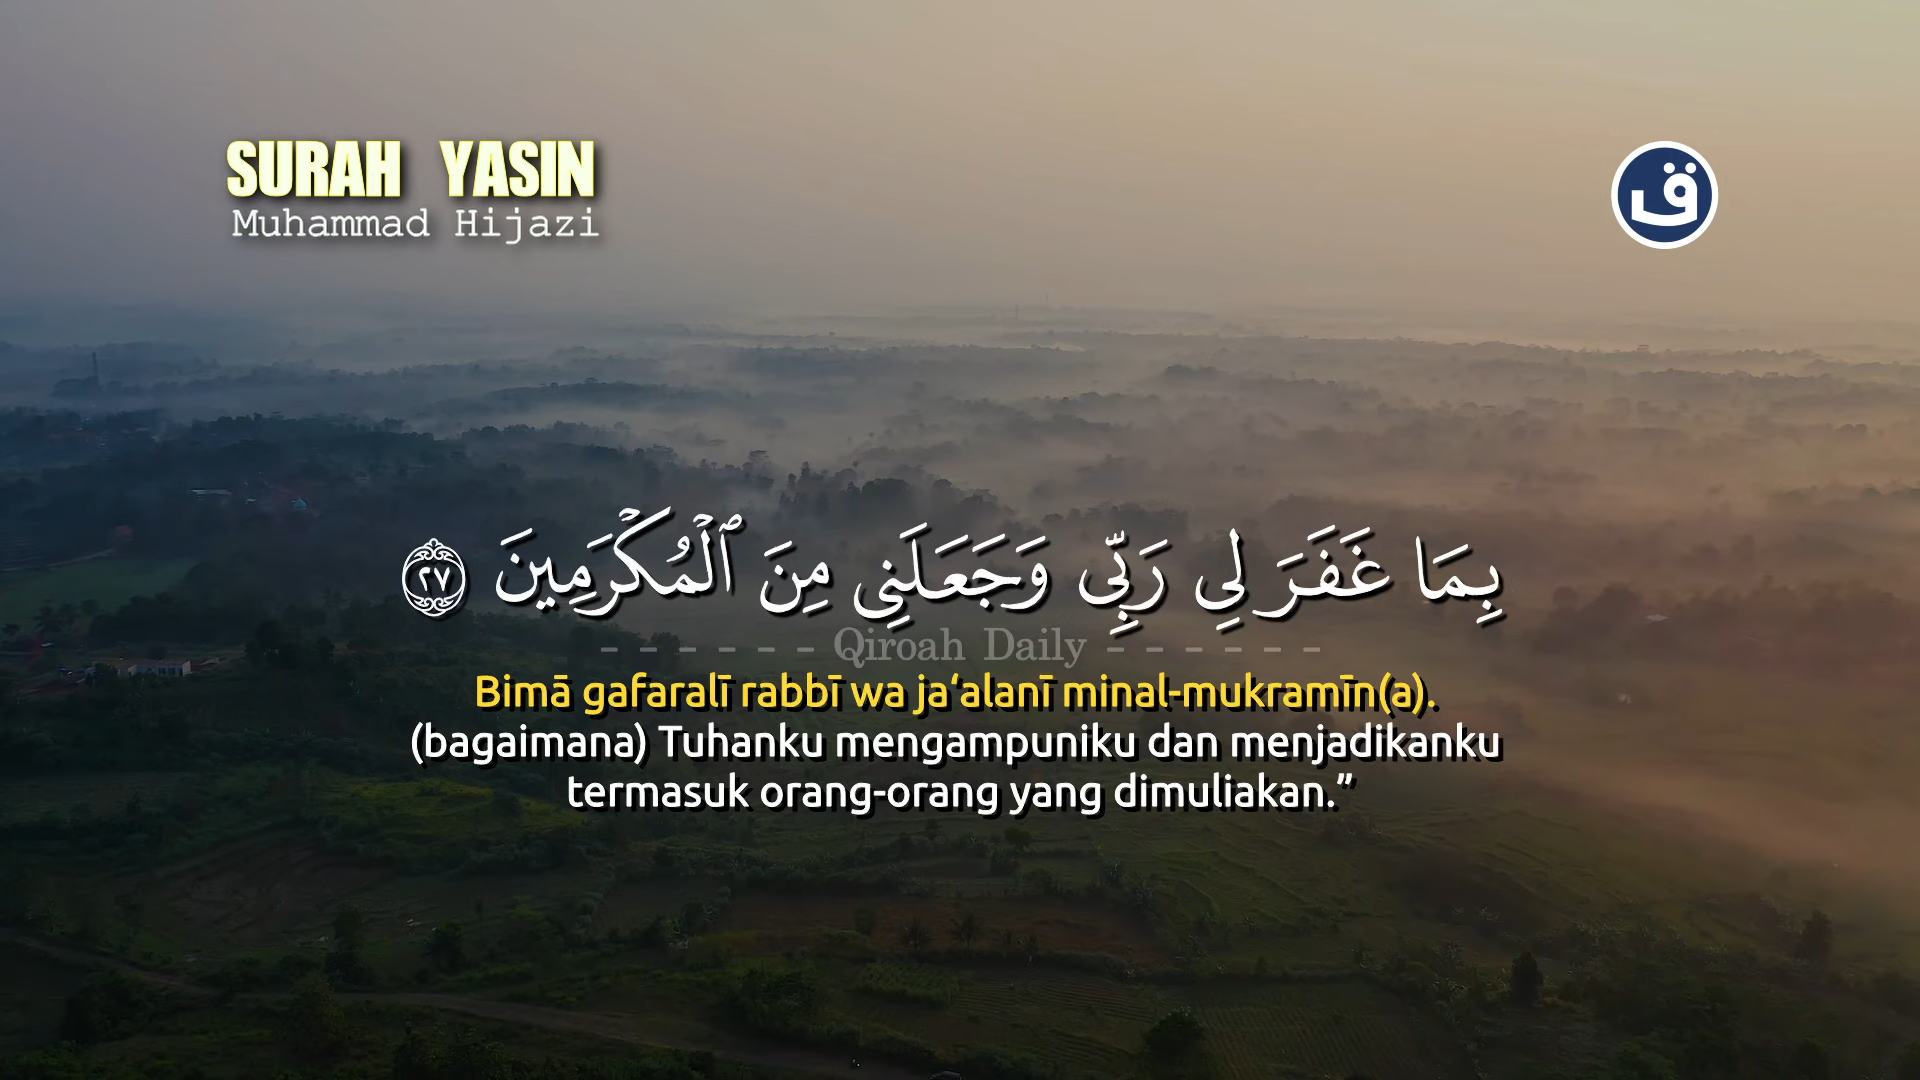 SURAH YASIN
Muhammad Hijazi
ق
بِمَا غَفَرَ لِي رَبِّي وَجَعَلَنِي مِنَ ٱلْمُكْرَمِينَ ٢٧
- - - - - - Qiroah Daily - - - - - -
Bimā gafaralī rabbī wa ja‘alanī minal-mukramīn(a).
(bagaimana) Tuhanku mengampuniku dan menjadikanku
termasuk orang-orang yang dimuliakan.”